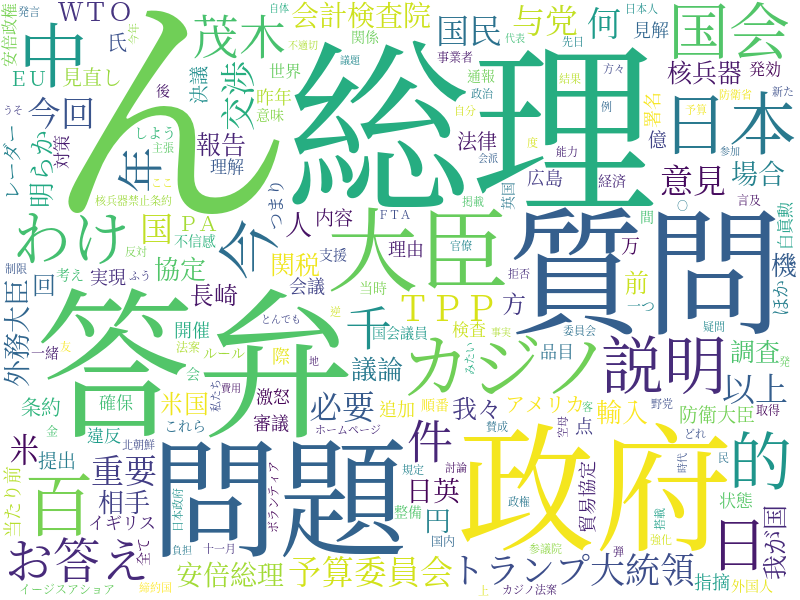 安倍政権
発言
自体
今年
ＷＴＯ
氏
ＥＵ
見直し
中
今回
レーダー
対策
明らか
後
しよう
主張
ここ
核兵器禁止条約
ん
茂木
決議
交渉
昨年
意味
世界
報告
理解
つまり
会計検査院
不適切
関係
議題
総理
与党
代表
通報
政治
自分
先日
何
国民
見解
日本人
事業者
結果
方々
例
署名
法律
度
億
会派
能力
広島
経済
国会
核兵器
発効
防衛省
新た
予算
参加
日本
意見
場合
間
〇
言及
年
わけ
国
ＰＡ
不信感
反対
今
人
内容
ＦＴＡ
支援
理由
官僚
大臣
掲載
英国
質問
万
機
白眞勲
ほか
前
一つ
外務大臣
制限
考え
回
実現
ふう
協定
長崎
関税
会議
当時
ＴＰＰ
方
拒否
委員会
疑問
調査
発
答弁
開催
一緒
友
法案
ルール
際
会
とんでも
逆
地
千
国会議員
検査
事実
議論
カジノ
みたい
品目
説明
以上
条約
確保
私たち
費用
米国
激怒
審議
これら
ホームページ
必要
追加
順番
我々
アメリカ
客
輸入
野党
取得
防衛大臣
どれ
点
空母
賛成
米
金
違反
北朝鮮
提出
百
重要
相手
当たり前
イギリス
日本政府
ボランティア
問題
件
日英
討論
規定
政府
貿易協定
時代
民
的
日
状態
我が国
お答え
全て
負担
十一月
円
整備
国内
政権
参議院
弾
搭載
強化
イージスアショア
締約国
安倍総理
予算委員会
トランプ大統領
上
カジノ法案
指摘
外国人
うそ